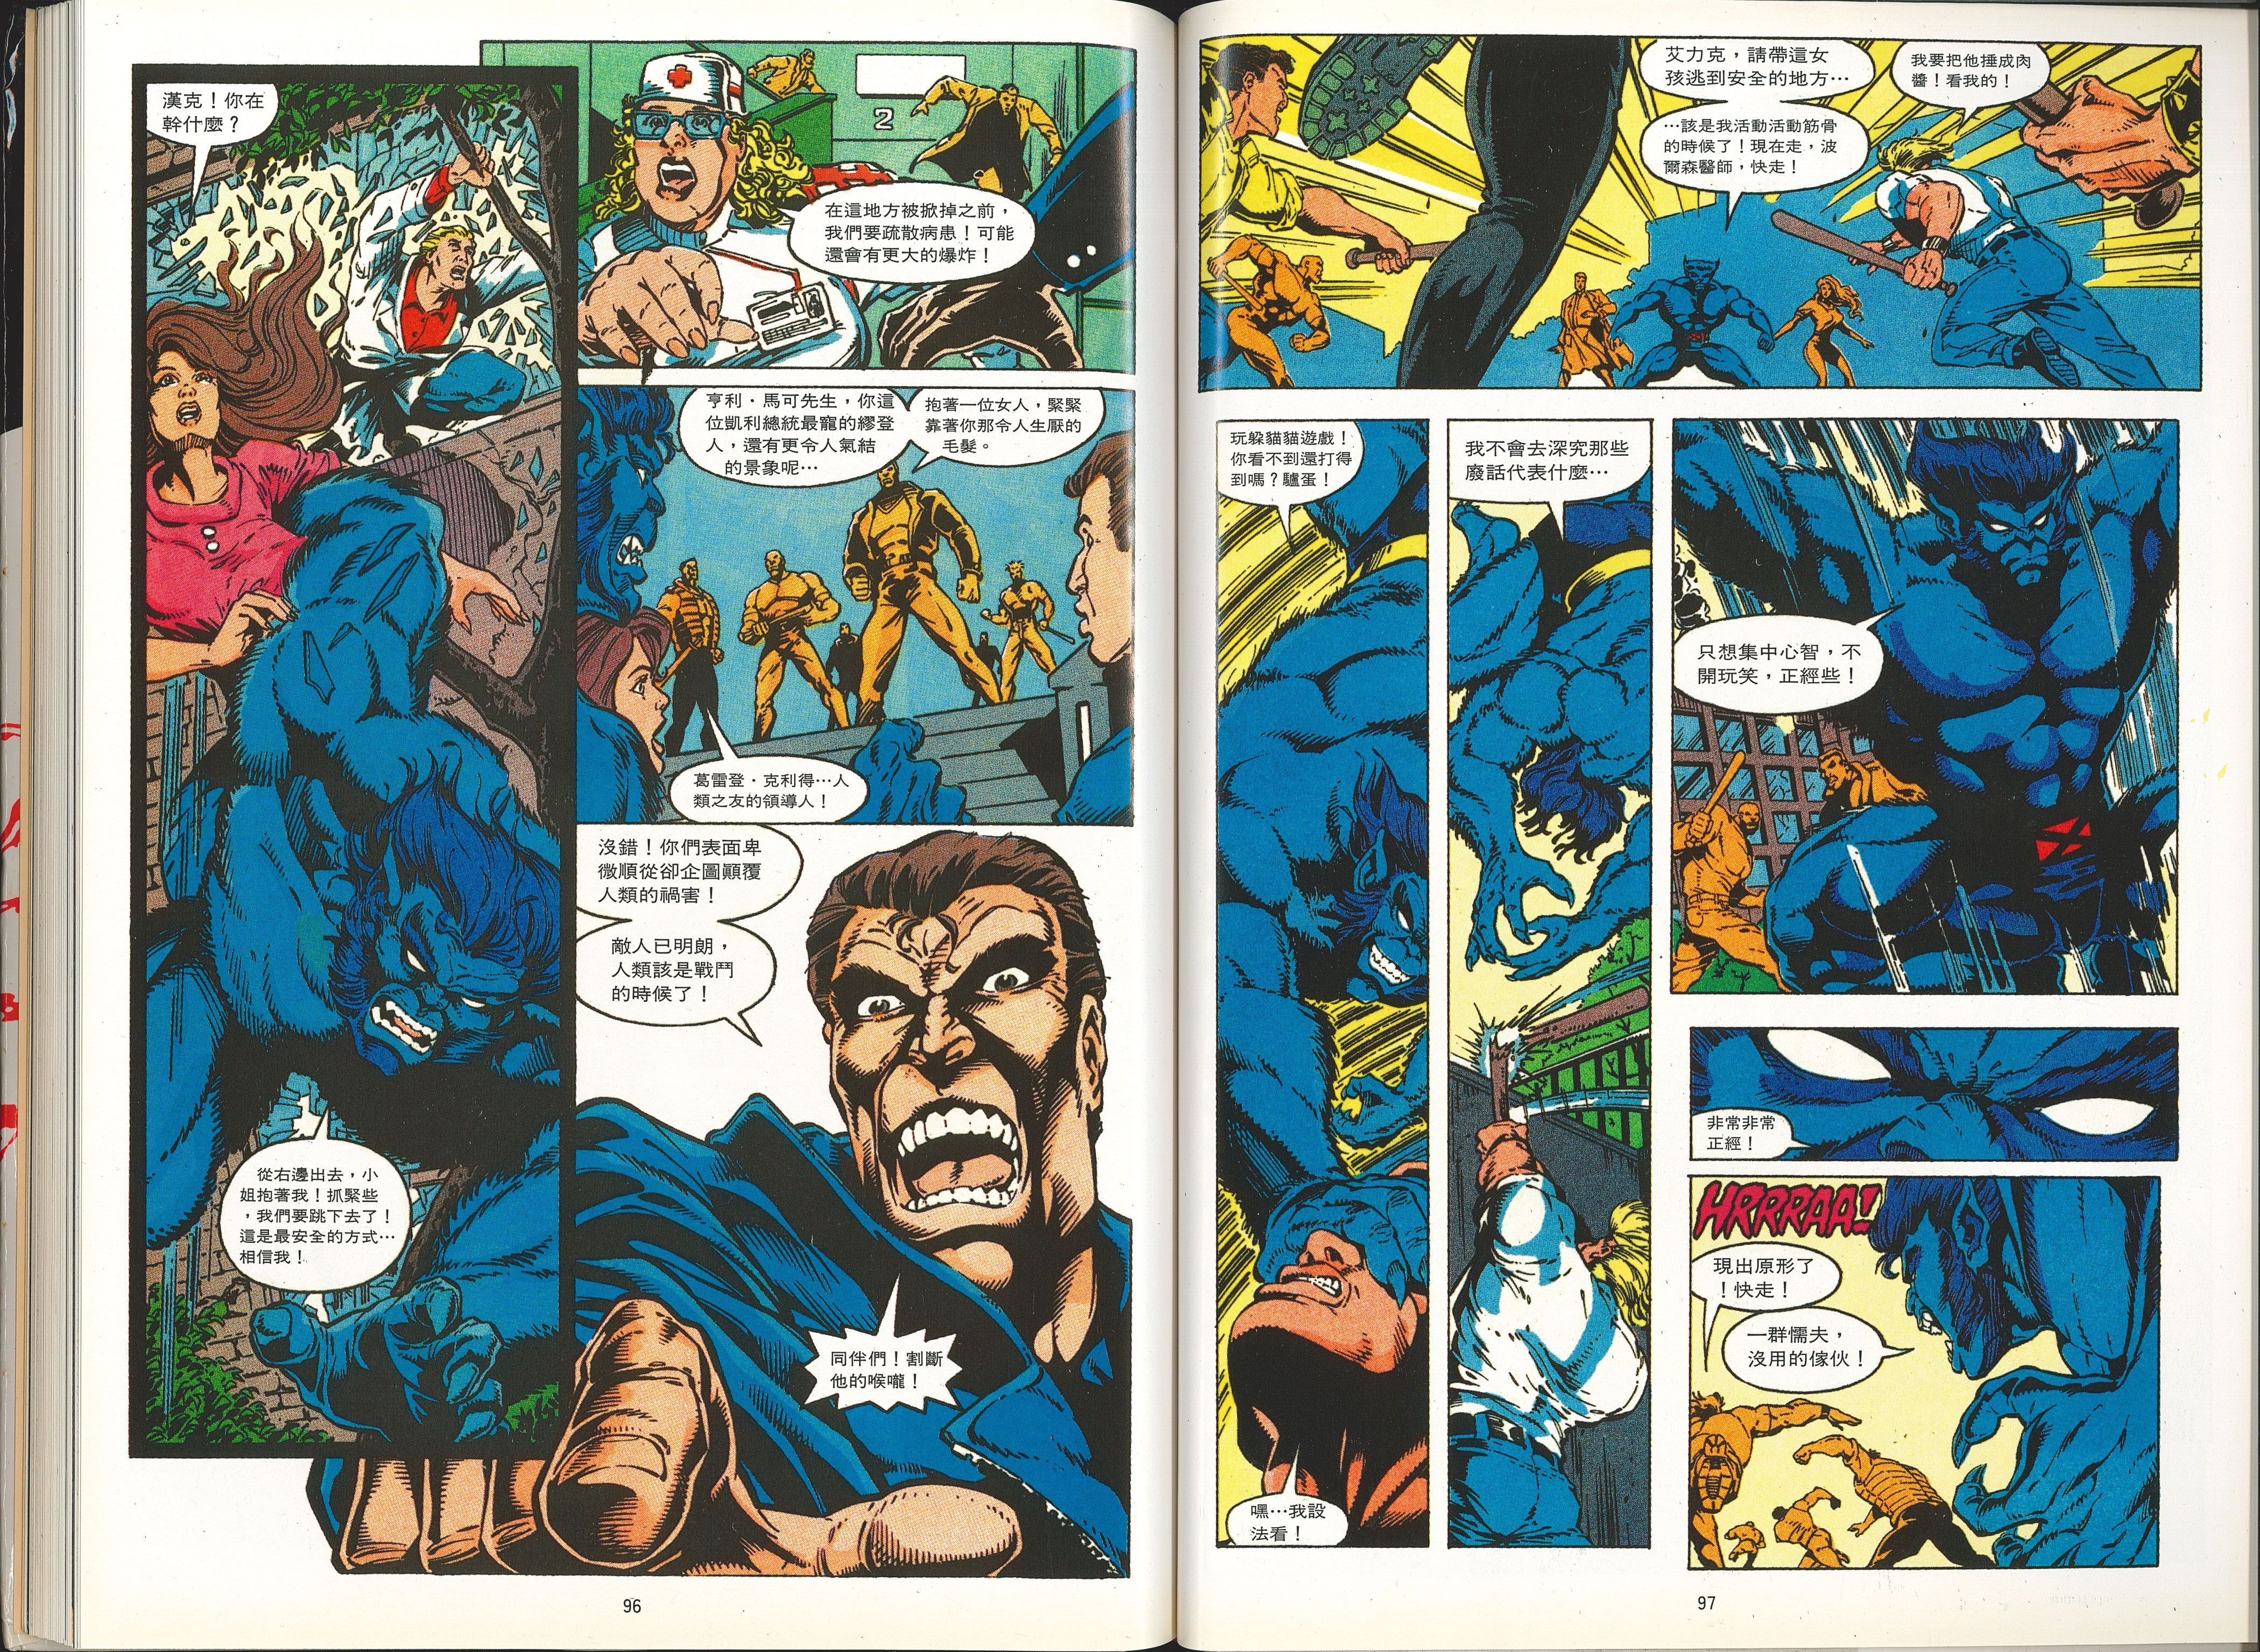 漢克！你在
幹什麼？
從右邊出去，小
姐抱著我！抓緊些
，我們要跳下去了！
這是最安全的方式…
相信我！
2
在這地方被掀掉之前，
我們要疏散病患！可能
還會有更大的爆炸！
亨利・馬可先生，你這
位凱利總統最寵的繆登
人，還有更令人氣結
的景象呢…
抱著一位女人，緊緊
靠著你那令人生厭的
毛髮。
葛雷登・克利得…人
類之友的領導人！
沒錯！你們表面卑
微順從卻企圖顛覆
人類的禍害！
敵人已明朗，
人類該是戰鬥
的時候了！
同伴們！割斷
他的喉嚨！
96
艾力克，請帶這女
孩逃到安全的地方…
…該是我活動活動筋骨
的時候了！現在走，波
爾森醫師，快走！
我要把他捶成肉
醬！看我的！
玩躲貓貓遊戲！
你看不到還打得
到嗎？驢蛋！
嘿…我設
法看！
我不會去深究那些
廢話代表什麼…
只想集中心智，不
開玩笑，正經些！
非常非常
正經！
HRRRAA!
現出原形了
！快走！
一群懦夫，
沒用的傢伙！
97